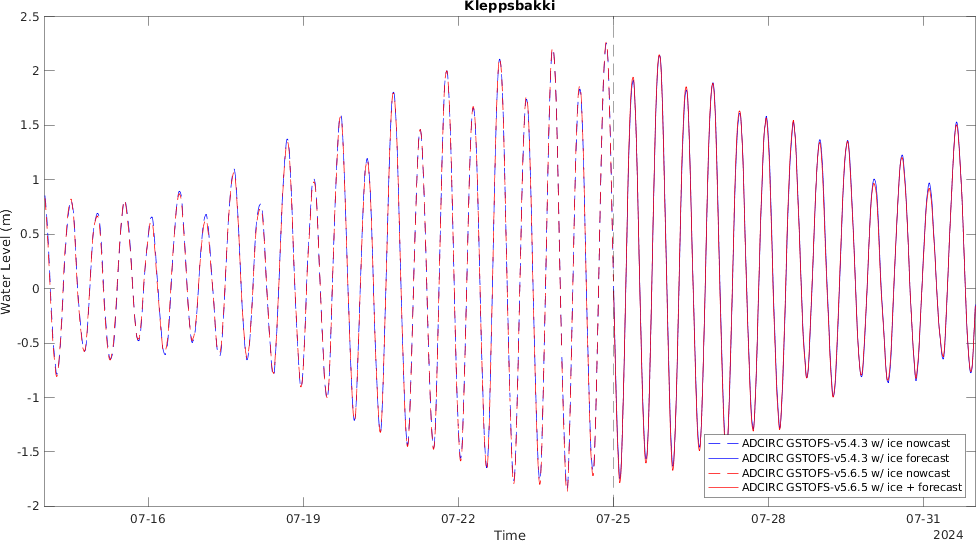 Kleppsbakki
2.5
2
1.5
1
0.5
0
-0.5
-1
-1.5
-2
Water Level (m)
07-16
07-19
07-22
07-25
07-28
07-31
Time
2024
ADCIRC GSTOFS-v5.4.3 w/ ice nowcast
ADCIRC GSTOFS-v5.4.3 w/ ice forecast
ADCIRC GSTOFS-v5.6.5 w/ ice nowcast
ADCIRC GSTOFS-v5.6.5 w/ ice + forecast